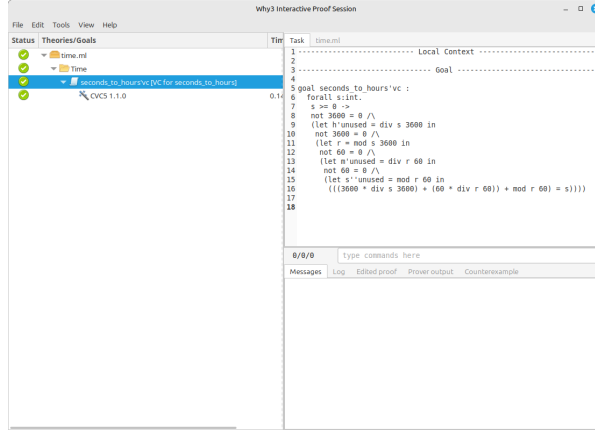 Why3 Interactive Proof Session
File Edit Tools View Help
Status Theories/Goals Tim
time.ml
Time
seconds_to_hours'vc [VC for seconds_to_hours]
CVC5 1.1.0 0.14
Task time.ml
1 --------------------------- Local Context ---------------------------
2
3 ------------------------------- Goal --------------------------------
4
5 goal seconds_to_hours'vc :
6 forall s:int.
7 s >= 0 ->
8 not 3600 = 0 /\
9 (let h'unused = div s 3600 in
10 not 3600 = 0 /\
11 (let r = mod s 3600 in
12 not 60 = 0 /\
13 (let m'unused = div r 60 in
14 not 60 = 0 /\
15 (let s''unused = mod r 60 in
16 (((3600 * div s 3600) + (60 * div r 60)) + mod r 60) = s))))
17
18
0/0/0 type commands here
Messages Log Edited proof Prover output Counterexample